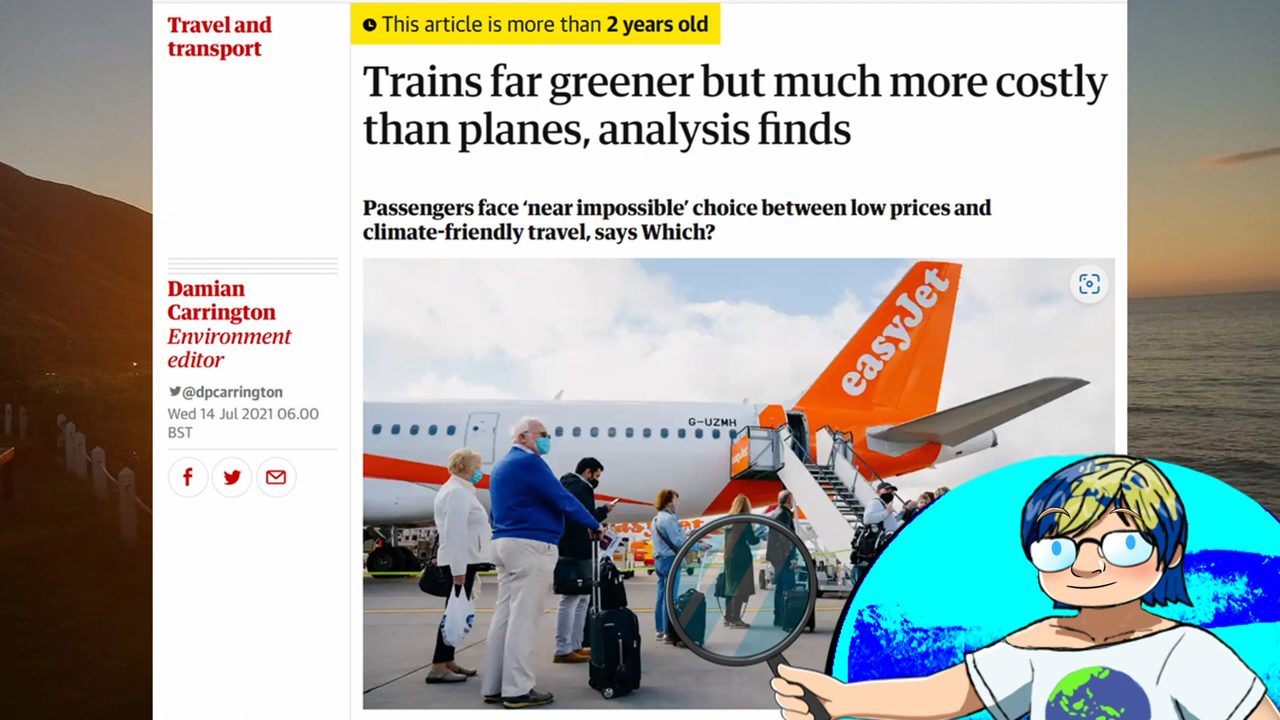 Travel and
transport
This article is more than 2 years old
Trains far greener but much more costly
than planes, analysis finds
Passengers face ‘near impossible’ choice between low prices and
climate-friendly travel, says Which?
Damian
Carrington
Environment
editor
@dpcarrington
Wed 14 Jul 2021 06.00
BST
easyJet
G-UZMH
easyJet